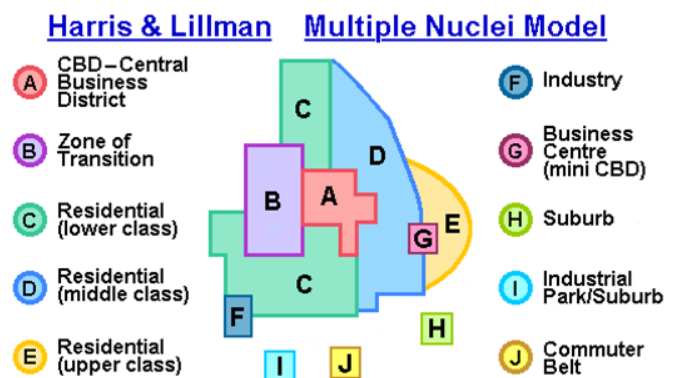 Harris & Lillman Multiple Nuclei Model
A CBD–Central
Business
District
B Zone of
Transition
C Residential
(lower class)
D Residential
(middle class)
E Residential
(upper class)
C
D
B
A
E
G
C
F
H
I
J
F Industry
G Business
Centre
(mini CBD)
H Suburb
I Industrial
Park/Suburb
J Commuter
Belt